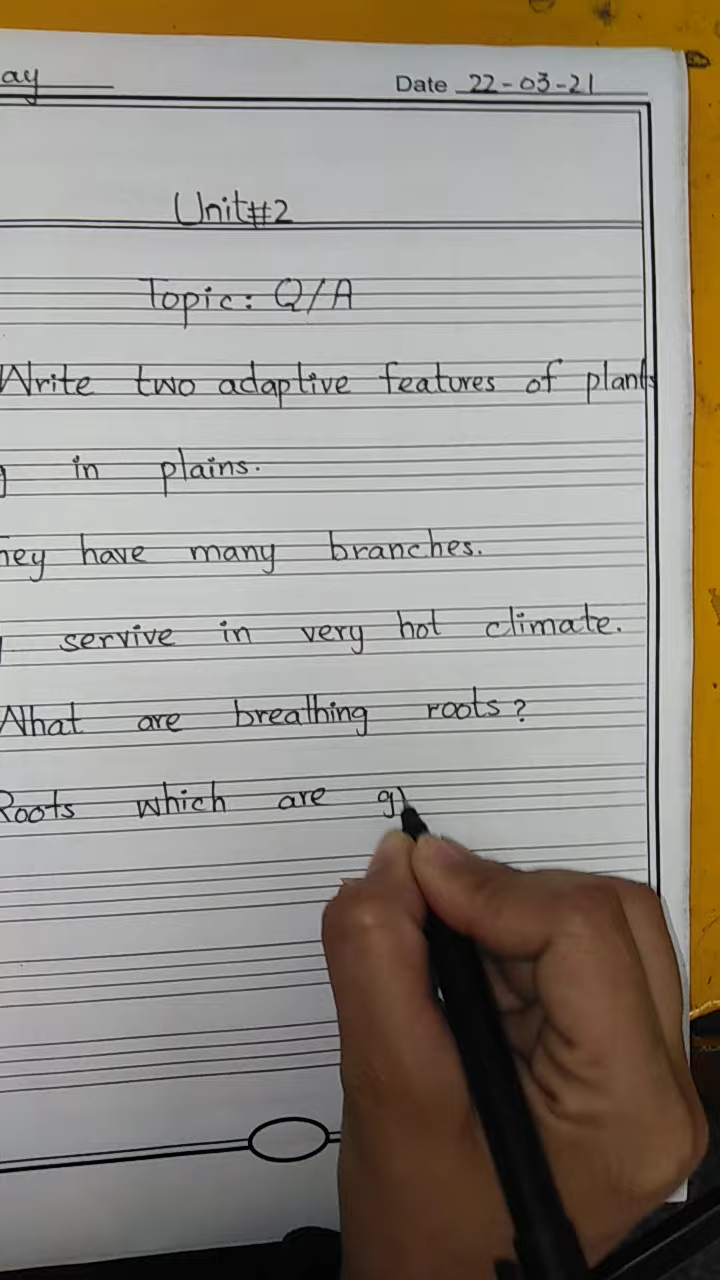 ay Date 22-03-21
Unit#2
Topic: Q/A
Write two adaptive features of plants
g in plains.
hey have many branches.
servive in very hot climate.
What are breathing roots?
Roots which are g